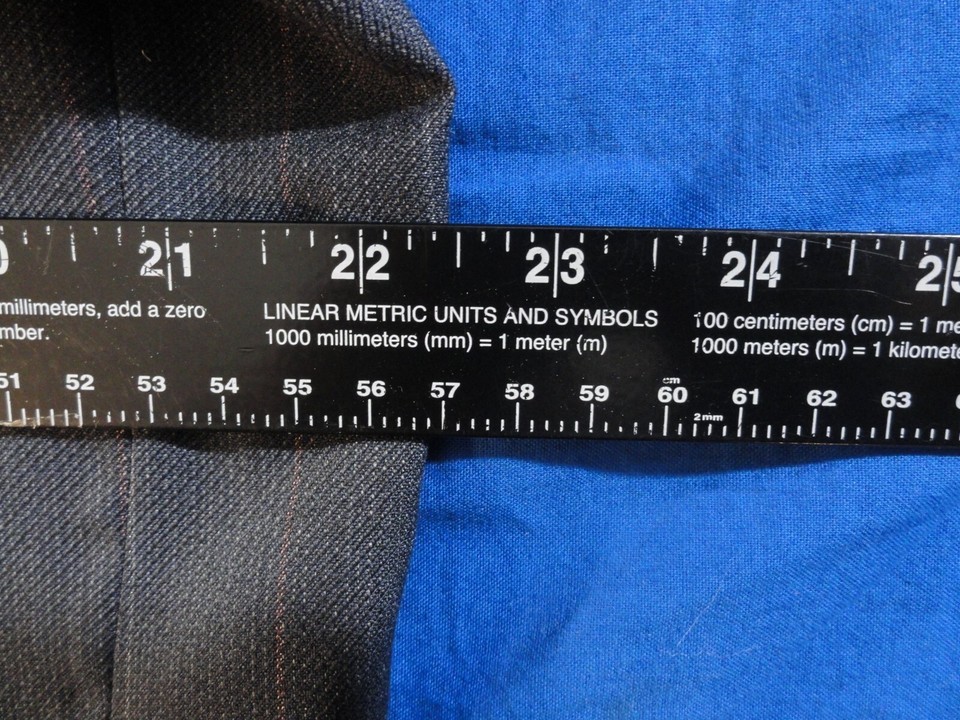 0 21 22 23 24 25
millimeters, add a zero
mber.
LINEAR METRIC UNITS AND SYMBOLS
1000 millimeters (mm) = 1 meter (m)
100 centimeters (cm) = 1 me
1000 meters (m) = 1 kilomete
51 52 53 54 55 56 57 58 59 cm 60 61 62 63
2mm